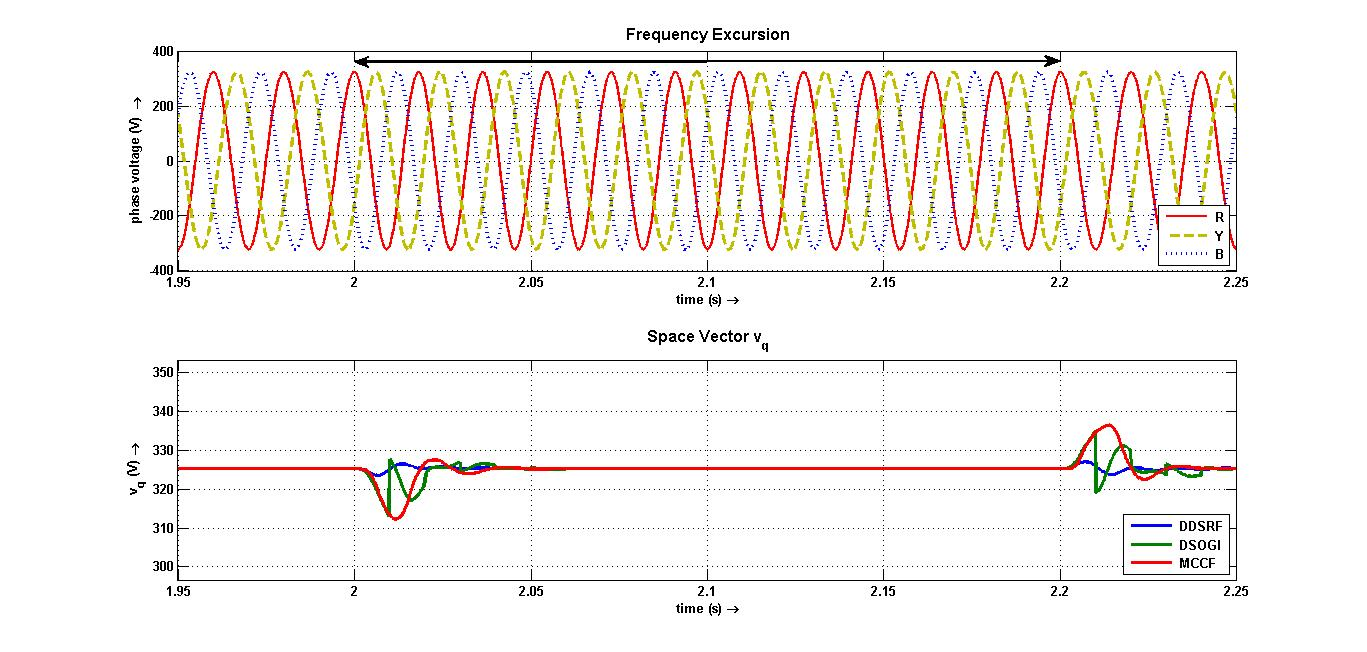 Frequency Excursion
400
200
0
-200
-400
phase voltage (V) →
R
Y
B
1.95 2 2.05 2.1 2.15 2.2 2.25
time (s) →
Space Vector vq
350
340
330
320
310
300
vq (V) →
DDSRF
DSOGI
MCCF
1.95 2 2.05 2.1 2.15 2.2 2.25
time (s) →